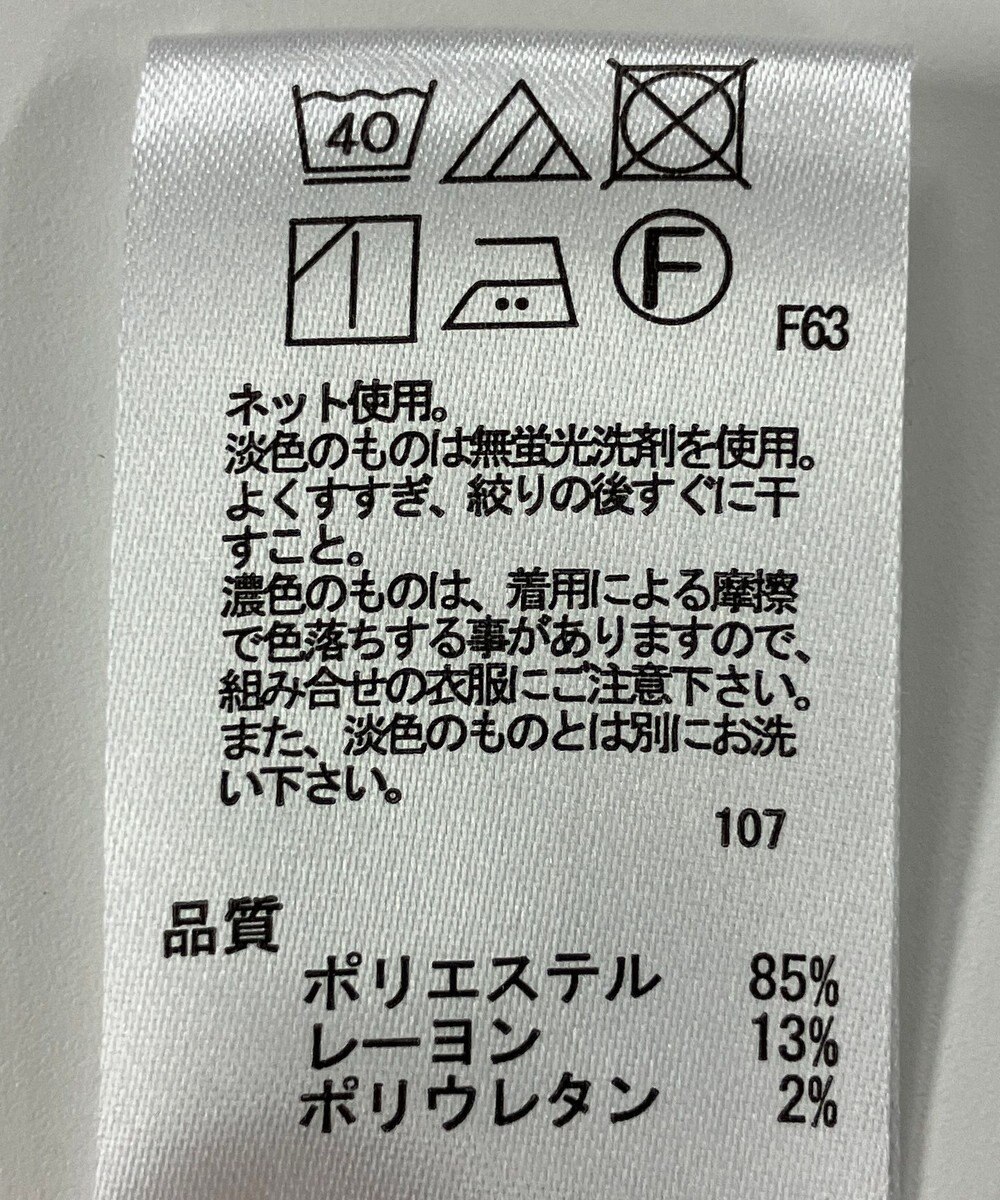 40
F
F63
ネット使用。
淡色のものは無蛍光洗剤を使用。
よくすすぎ、絞りの後すぐに干
すこと。
濃色のものは、着用による摩擦
で色落ちする事がありますので、
組み合せの衣服にご注意下さい。
また、淡色のものとは別にお洗
い下さい。
107
品質
ポリエステル 85%
レーヨン 13%
ポリウレタン 2%